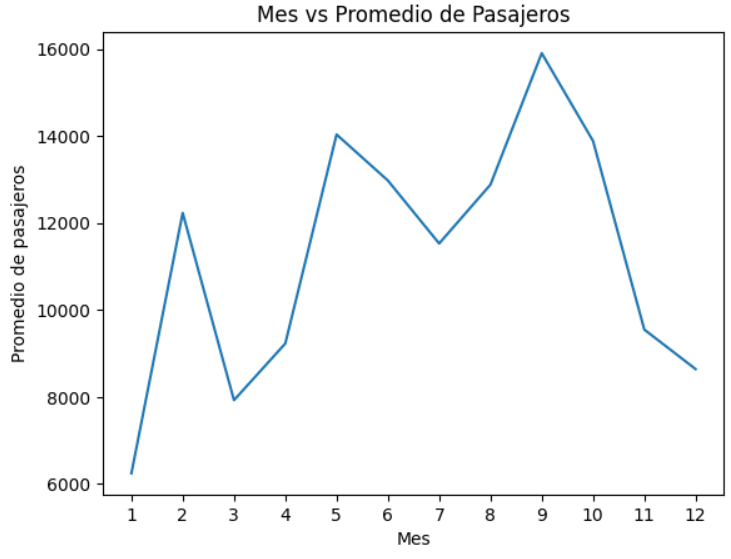 Mes vs Promedio de Pasajeros
16000
14000
12000
10000
8000
6000
Promedio de pasajeros
1 2 3 4 5 6 7 8 9 10 11 12
Mes